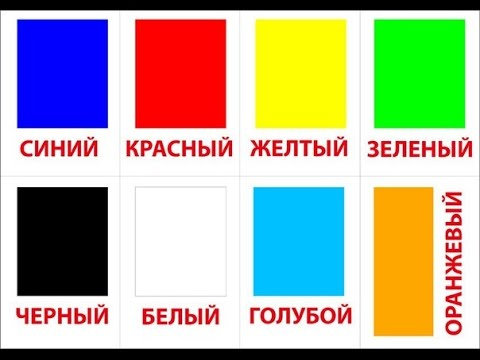 СИНИЙ
КРАСНЫЙ
ЖЕЛТЫЙ
ЗЕЛЕНЫЙ
ЧЕРНЫЙ
БЕЛЫЙ
ГОЛУБОЙ
ОРАНЖЕВЫЙ